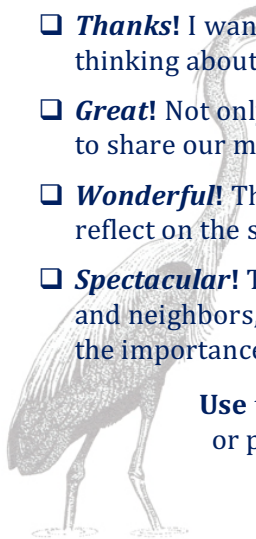 ❑ Thanks! I wan
thinking about
❑ Great! Not onl
to share our m
❑ Wonderful! Th
reflect on the s
❑ Spectacular! T
and neighbors,
the importance
Use
or p